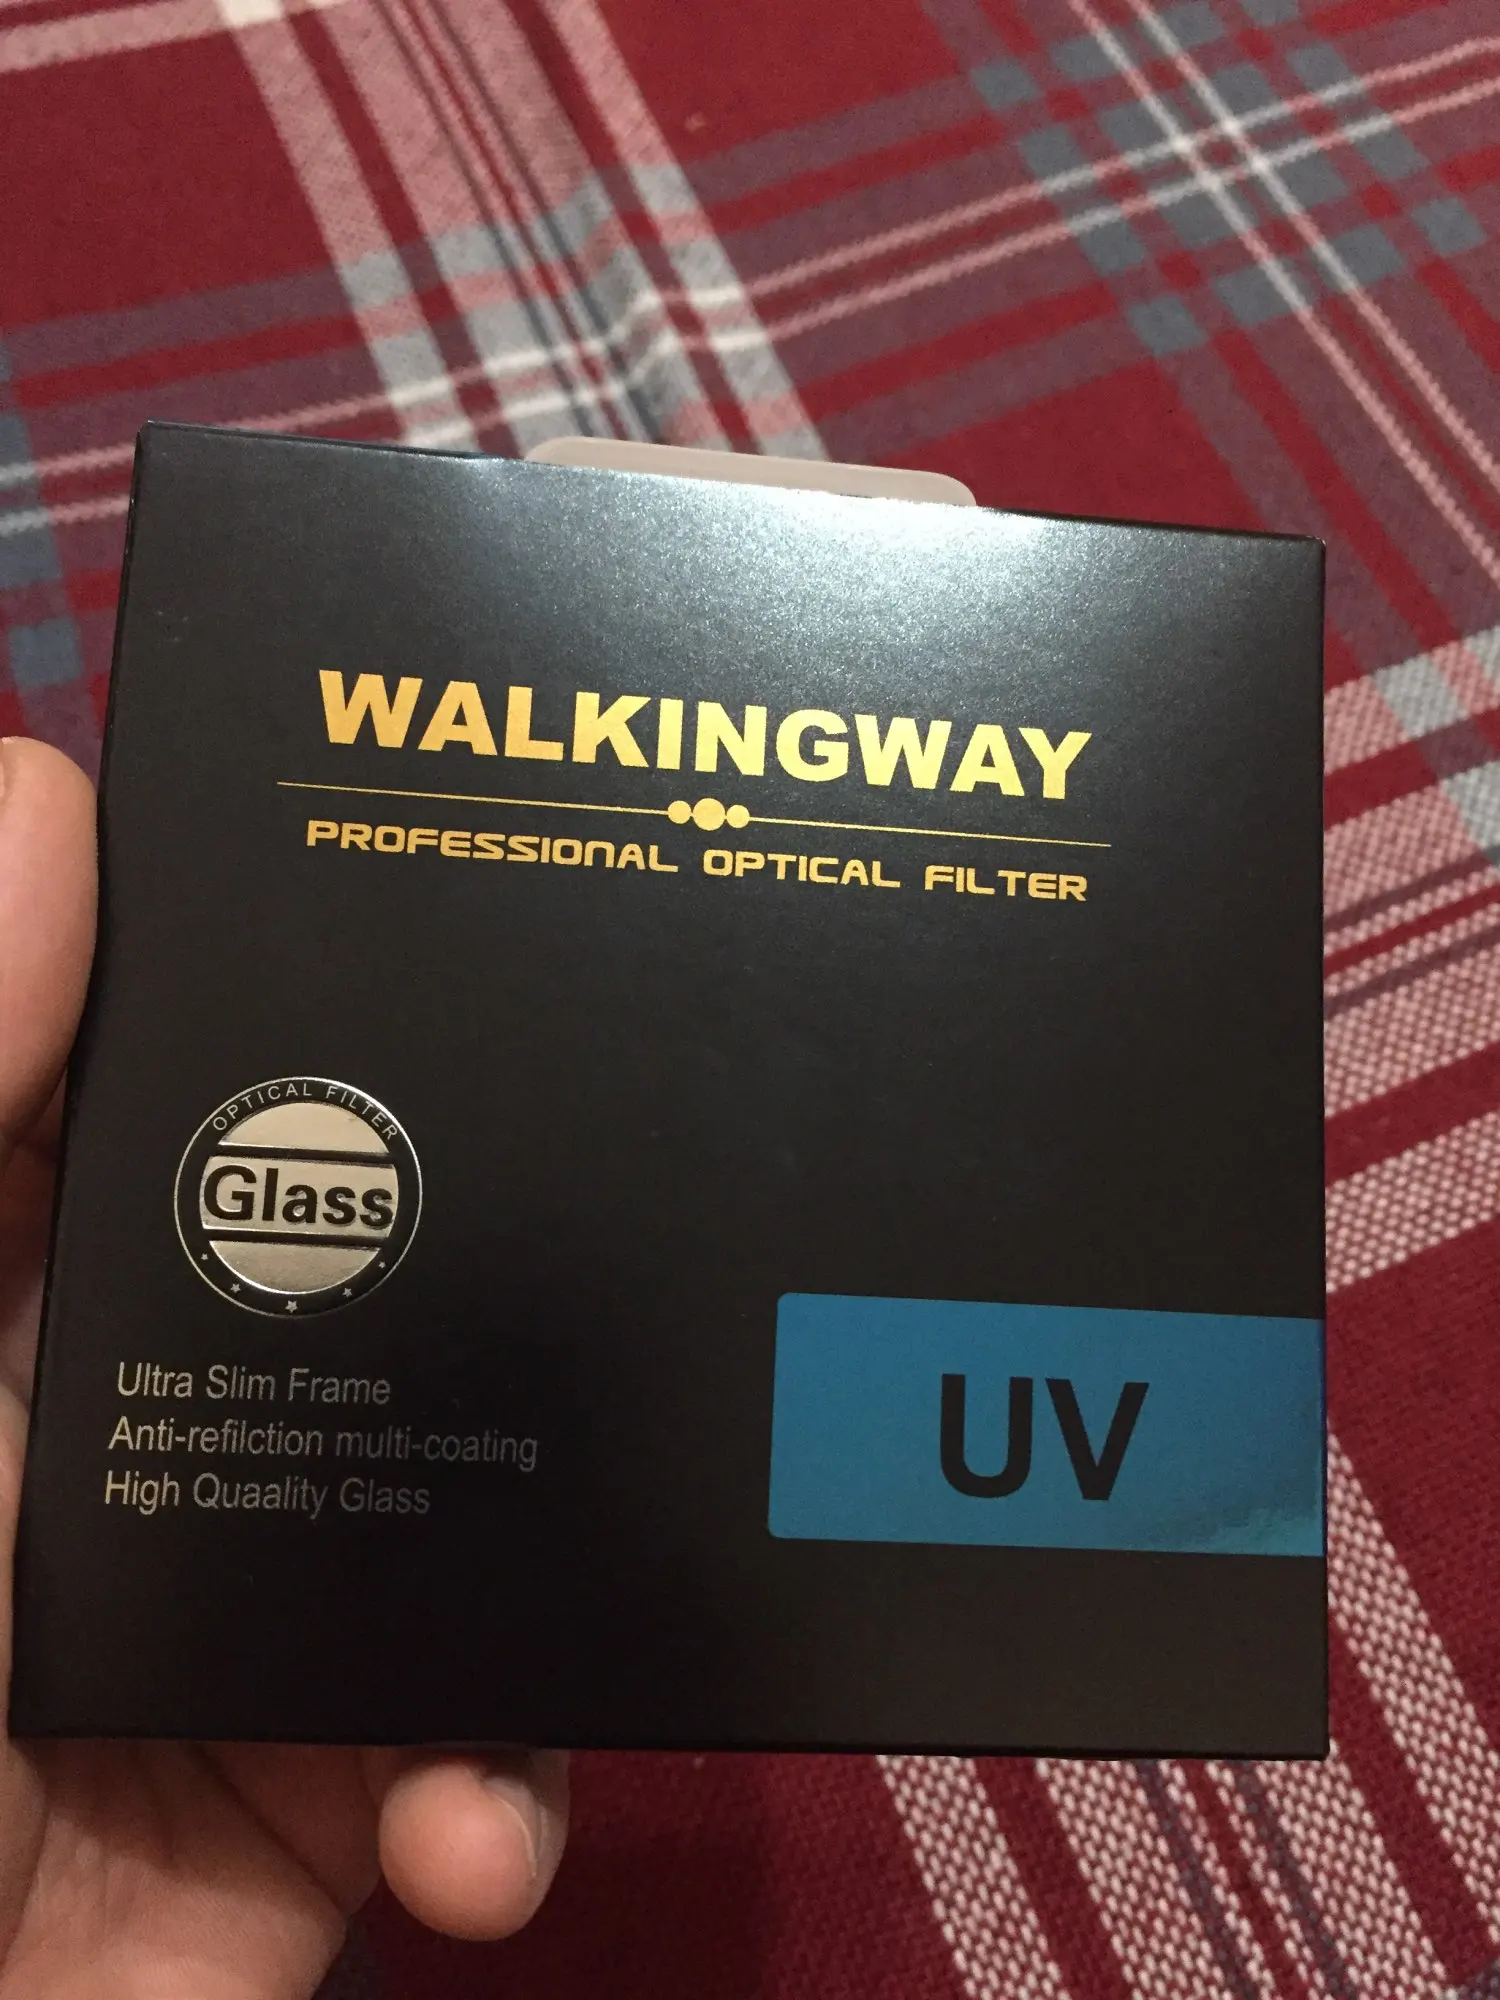 WALKINGWAY
PROFESSIONAL OPTICAL FILTER
OPTICAL FILTER
Glass
Ultra Slim Frame
Anti-refilction multi-coating
High Quaality Glass
UV